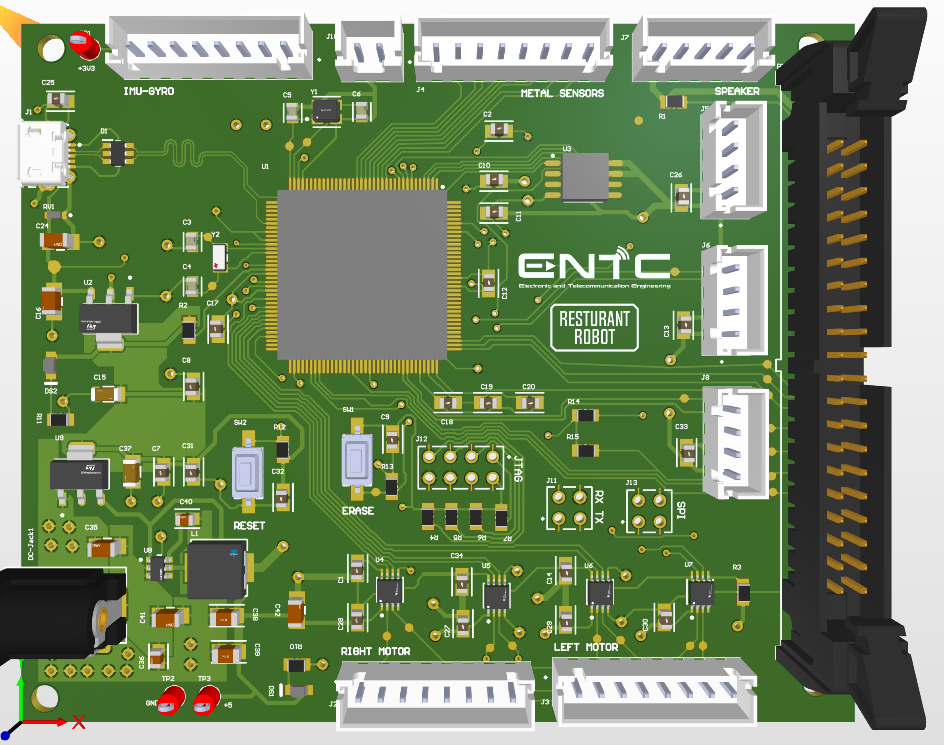 +3V3
IMU-GYRO
J4
METAL SENSORS
J7
SPEAKER
C25
J1
D1
C5
Y1
C6
U1
C2
R1
J5
U3
C10
C11
C26
RV1
C24
C3
Y2
C4
C17
R2
U2
C16
C12
ENTC
Electronic and Telecommunication Engineering
RESTURANT
ROBOT
J6
C13
DS2
C15
C8
R11
C18
C19
C20
R14
R15
J8
C33
SW2
R12
SW1
C9
R13
J12
JTAG
U9
C37
C7
C31
C32
RESET
ERASE
C40
R4
R5
R6
R7
J11
RX TX
J13
SPI
DC-Jack1
C35
U8
L1
U4
C34
U5
C14
U6
U7
R3
C1
C28
C27
C29
C30
C41
C38
C42
C36
C39
R10
DS1
RIGHT MOTOR
LEFT MOTOR
TP2
TP3
GND
+5
J2
J3
X